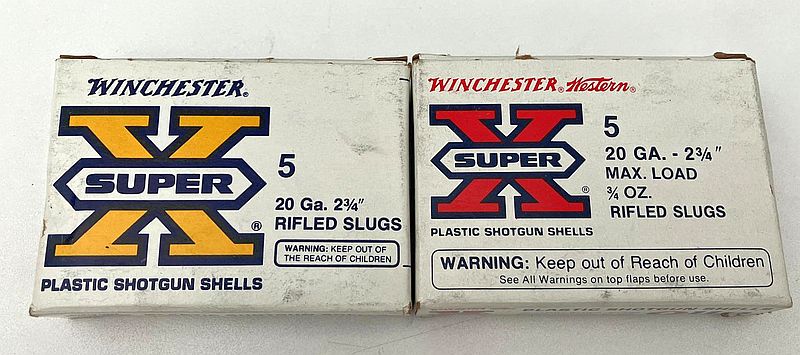 WINCHESTER®
SUPER X®
5
20 Ga. 2¾"
RIFLED SLUGS
WARNING: KEEP OUT OF
THE REACH OF CHILDREN
PLASTIC SHOTGUN SHELLS
WINCHESTER® Western®
SUPER X®
5
20 GA. - 2¾"
MAX. LOAD
¾ OZ.
RIFLED SLUGS
PLASTIC SHOTGUN SHELLS
WARNING: Keep out of Reach of Children
See All Warnings on top flaps before use.
PLASTIC SHOTGUN